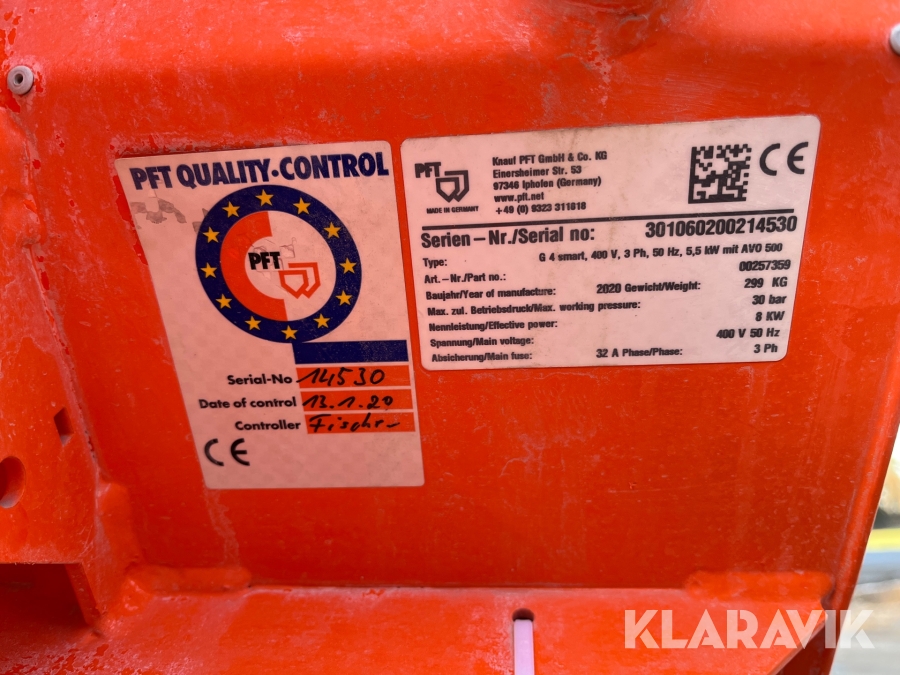 PFT QUALITY-CONTROL
PFT
Serial-No 14530
Date of control 13.1.20
Controller Fischer
CE
PFT
MADE IN GERMANY
Knauf PFT GmbH & Co. KG
Einersheimer Str. 53
97346 Iphofen (Germany)
www.pft.net
+49 (0) 9323 311818
CE
Serien-Nr./Serial no: 301060200214530
Type: G 4 smart, 400 V, 3 Ph, 50 Hz, 5,5 kW mit AVO 500
Art.-Nr./Part no.: 00257359
Baujahr/Year of manufacture: 2020 Gewicht/Weight: 299 KG
Max. zul. Betriebsdruck/Max. working pressure: 30 bar
Nennleistung/Effective power: 8 KW
Spannung/Main voltage: 400 V 50 Hz
Absicherung/Main fuse: 32 A Phase/Phase: 3 Ph
KLARAVIK